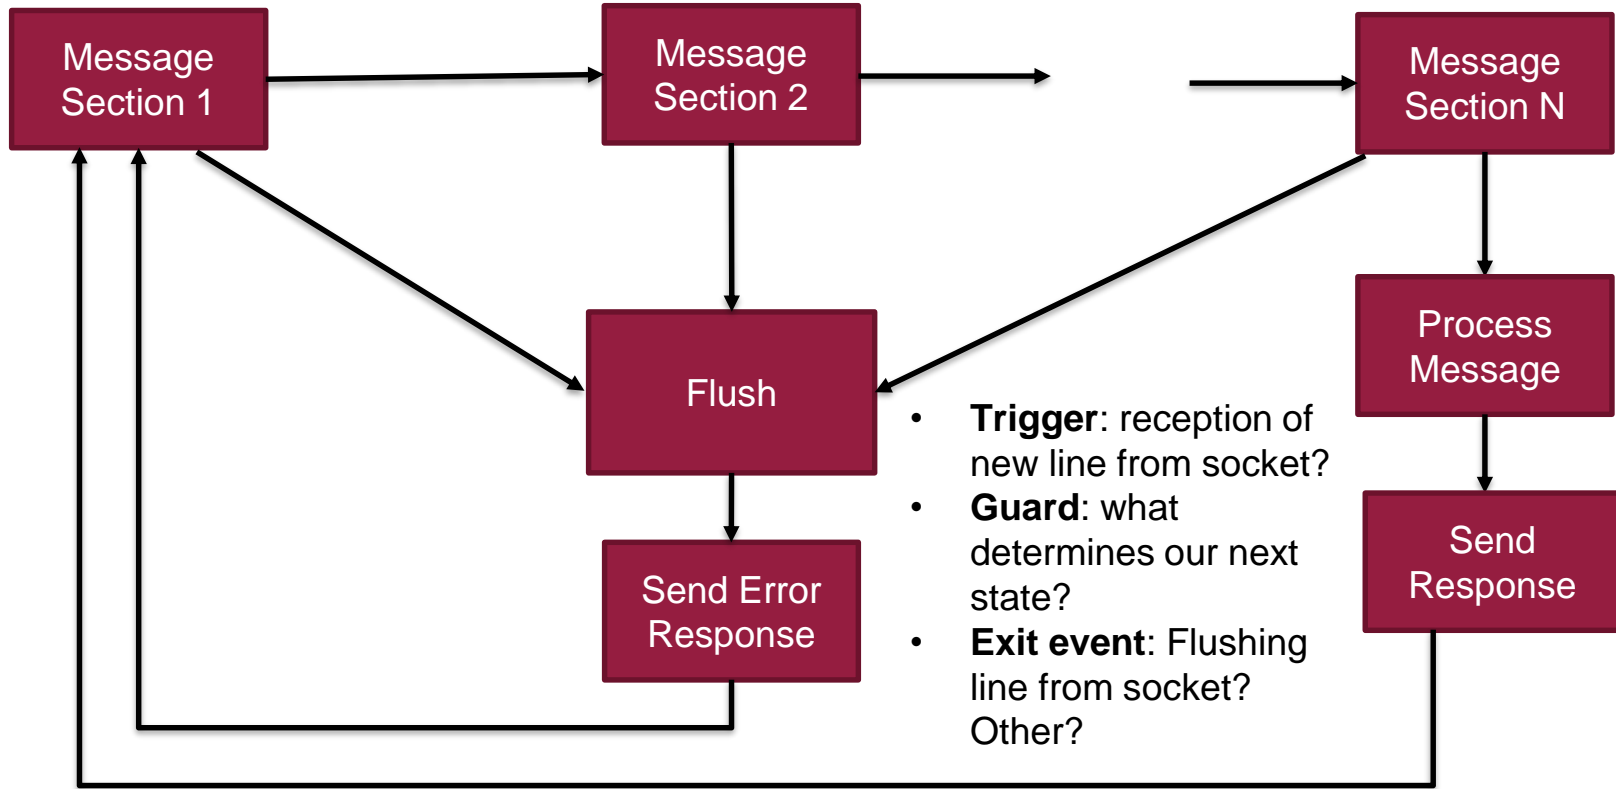 Message
Section 1
Message
Section 2
Message
Section N
Flush
Process
Message
Send Error
Response
Send
Response
• Trigger: reception of
new line from socket?
• Guard: what
determines our next
state?
• Exit event: Flushing
line from socket?
Other?